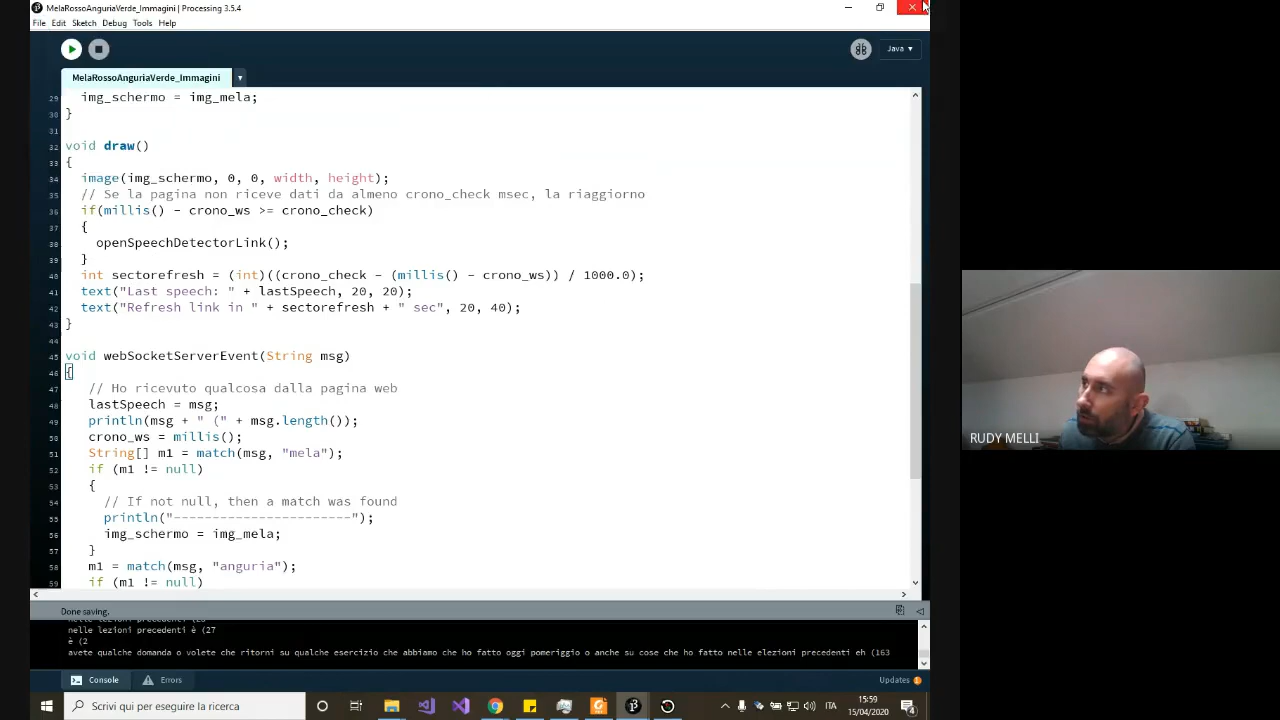 MelaRossoAnguriaVerde_Immagini | Processing 3.5.4
File Edit Sketch Debug Tools Help
Java ▾
MelaRossoAnguriaVerde_Immagini
29 img_schermo = img_mela;
30 }
31
32 void draw()
33 {
34 image(img_schermo, 0, 0, width, height);
35 // Se la pagina non riceve dati da almeno crono_check msec, la riaggiorno
36 if(millis() - crono_ws >= crono_check)
37 {
38 openSpeechDetectorLink();
39 }
40 int sectorefresh = (int)((crono_check - (millis() - crono_ws)) / 1000.0);
41 text("Last speech: " + lastSpeech, 20, 20);
42 text("Refresh link in " + sectorefresh + " sec", 20, 40);
43 }
44
45 void webSocketServerEvent(String msg)
46 {
47 // Ho ricevuto qualcosa dalla pagina web
48 lastSpeech = msg;
49 println(msg + " (" + msg.length());
50 crono_ws = millis();
51 String[] m1 = match(msg, "mela");
52 if (m1 != null)
53 {
54 // If not null, then a match was found
55 println("-----------------------");
56 img_schermo = img_mela;
57 }
58 m1 = match(msg, "anguria");
59 if (m1 != null)
Done saving.
nelle lezioni precedenti (27
è (2
avete qualche domanda o volete che ritorni su qualche esercizio che abbiamo che ho fatto oggi pomeriggio o anche su cose che ho fatto nelle elezioni precedenti eh (163
Console Errors
Updates 1
Scrivi qui per eseguire la ricerca
ITA
15:59
15/04/2020
4
RUDY MELLI